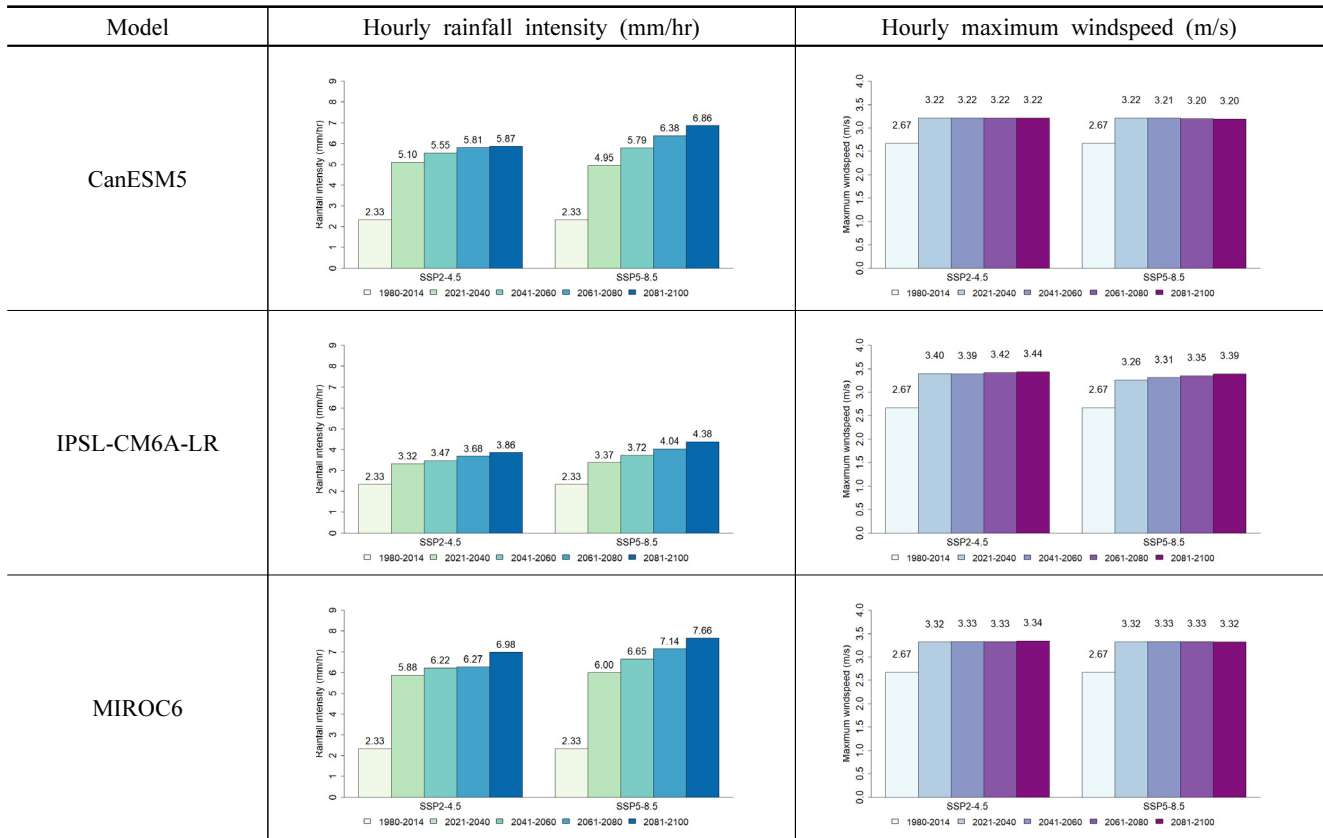 Model Hourly rainfall intensity (mm/hr) Hourly maximum windspeed (m/s)
CanESM5
Rainfall intensity (mm/hr)
0 1 2 3 4 5 6 7 8 9
2.33 5.10 5.55 5.81 5.87 2.33 4.95 5.79 6.38 6.86
SSP2-4.5 SSP5-8.5
1980-2014 2021-2040 2041-2060 2061-2080 2081-2100
Maximum windspeed (m/s)
0.0 0.5 1.0 1.5 2.0 2.5 3.0 3.5 4.0
2.67 3.22 3.22 3.22 3.22 2.67 3.22 3.21 3.20 3.20
SSP2-4.5 SSP5-8.5
1980-2014 2021-2040 2041-2060 2061-2080 2081-2100
IPSL-CM6A-LR
Rainfall intensity (mm/hr)
0 1 2 3 4 5 6 7 8 9
2.33 3.32 3.47 3.68 3.86 2.33 3.37 3.72 4.04 4.38
SSP2-4.5 SSP5-8.5
1980-2014 2021-2040 2041-2060 2061-2080 2081-2100
Maximum windspeed (m/s)
0.0 0.5 1.0 1.5 2.0 2.5 3.0 3.5 4.0
2.67 3.40 3.39 3.42 3.44 2.67 3.26 3.31 3.35 3.39
SSP2-4.5 SSP5-8.5
1980-2014 2021-2040 2041-2060 2061-2080 2081-2100
MIROC6
Rainfall intensity (mm/hr)
0 1 2 3 4 5 6 7 8 9
2.33 5.88 6.22 6.27 6.98 2.33 6.00 6.65 7.14 7.66
SSP2-4.5 SSP5-8.5
1980-2014 2021-2040 2041-2060 2061-2080 2081-2100
Maximum windspeed (m/s)
0.0 0.5 1.0 1.5 2.0 2.5 3.0 3.5 4.0
2.67 3.32 3.33 3.33 3.34 2.67 3.32 3.33 3.33 3.32
SSP2-4.5 SSP5-8.5
1980-2014 2021-2040 2041-2060 2061-2080 2081-2100